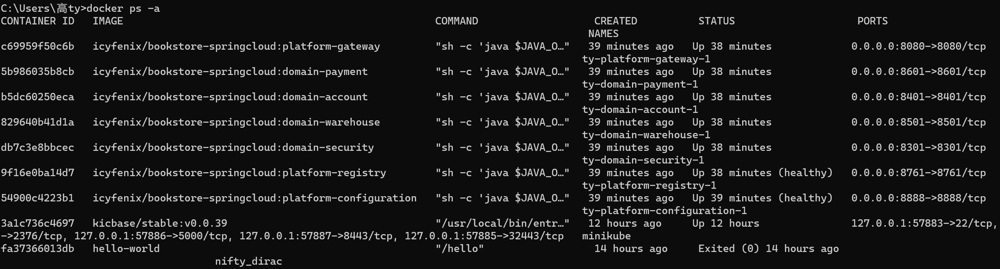 C:\Users\高ty>docker ps -a
CONTAINER ID   IMAGE                                                   COMMAND                   CREATED          STATUS                    PORTS
NAMES
c69959f50c6b   icyfenix/bookstore-springcloud:platform-gateway         "sh -c 'java $JAVA_O…"   39 minutes ago   Up 38 minutes             0.0.0.0:8080->8080/tcp
ty-platform-gateway-1
5b986035b8cb   icyfenix/bookstore-springcloud:domain-payment           "sh -c 'java $JAVA_O…"   39 minutes ago   Up 38 minutes             0.0.0.0:8601->8601/tcp
ty-domain-payment-1
b5dc60250eca   icyfenix/bookstore-springcloud:domain-account           "sh -c 'java $JAVA_O…"   39 minutes ago   Up 38 minutes             0.0.0.0:8401->8401/tcp
ty-domain-account-1
829640b41d1a   icyfenix/bookstore-springcloud:domain-warehouse         "sh -c 'java $JAVA_O…"   39 minutes ago   Up 38 minutes             0.0.0.0:8501->8501/tcp
ty-domain-warehouse-1
db7c3e8bbcec   icyfenix/bookstore-springcloud:domain-security          "sh -c 'java $JAVA_O…"   39 minutes ago   Up 38 minutes             0.0.0.0:8301->8301/tcp
ty-domain-security-1
9f16e0ba14d7   icyfenix/bookstore-springcloud:platform-registry        "sh -c 'java $JAVA_O…"   39 minutes ago   Up 38 minutes (healthy)   0.0.0.0:8761->8761/tcp
ty-platform-registry-1
54900c4223b1   icyfenix/bookstore-springcloud:platform-configuration   "sh -c 'java $JAVA_O…"   39 minutes ago   Up 39 minutes (healthy)   0.0.0.0:8888->8888/tcp
ty-platform-configuration-1
3a1c736c4697   kicbase/stable:v0.0.39                                  "/usr/local/bin/entr…"   12 hours ago     Up 12 hours               127.0.0.1:57883->22/tcp,
->2376/tcp, 127.0.0.1:57886->5000/tcp, 127.0.0.1:57887->8443/tcp, 127.0.0.1:57885->32443/tcp   minikube
fa37366013db   hello-world                                             "/hello"                  14 hours ago     Exited (0) 14 hours ago
nifty_dirac